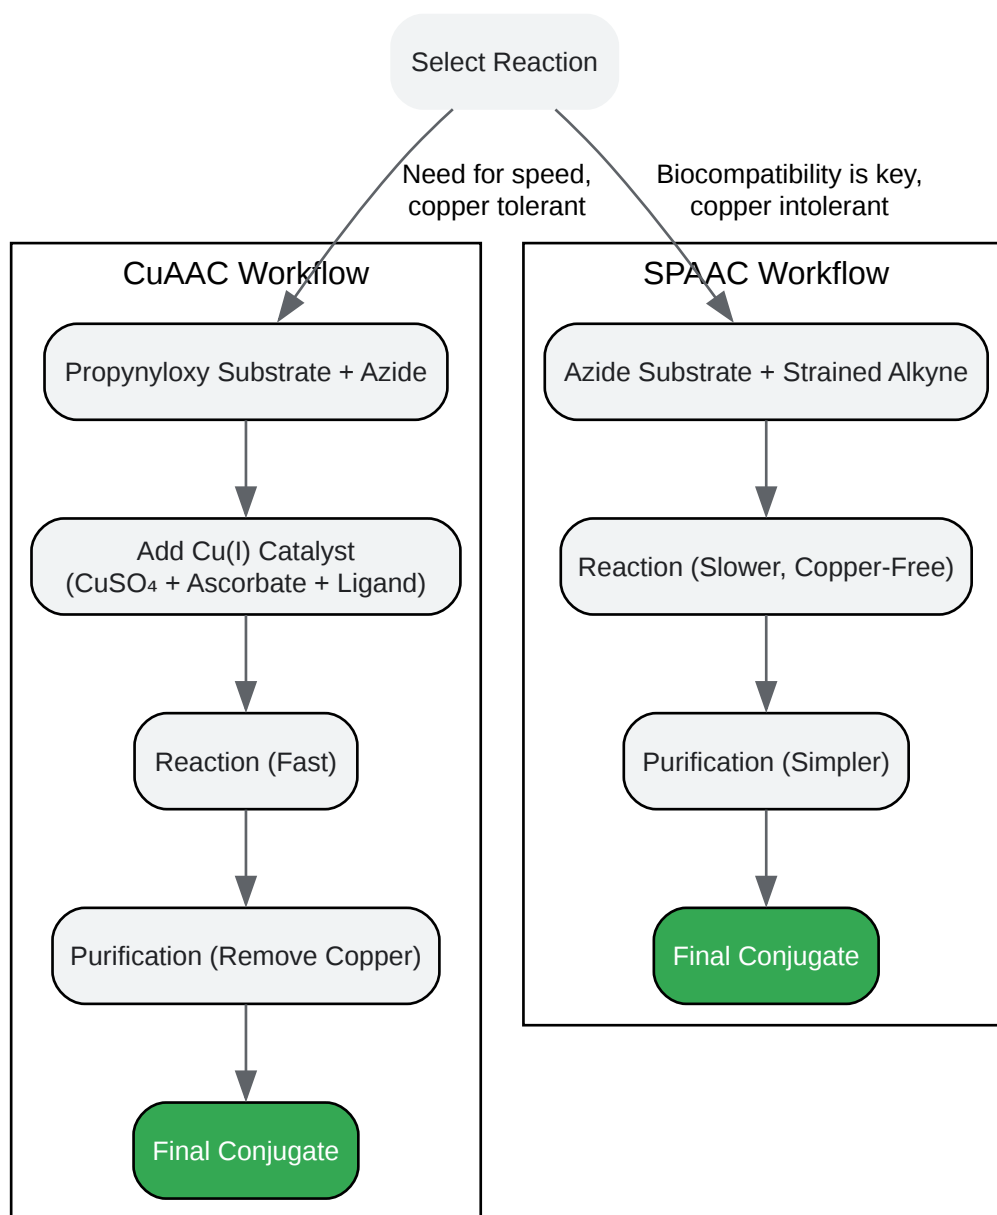 Select Reaction
Need for speed,
copper tolerant
Biocompatibility is key,
copper intolerant
CuAAC Workflow
Propynyloxy Substrate + Azide
Add Cu(I) Catalyst
(CuSO₄ + Ascorbate + Ligand)
Reaction (Fast)
Purification (Remove Copper)
Final Conjugate
SPAAC Workflow
Azide Substrate + Strained Alkyne
Reaction (Slower, Copper-Free)
Purification (Simpler)
Final Conjugate